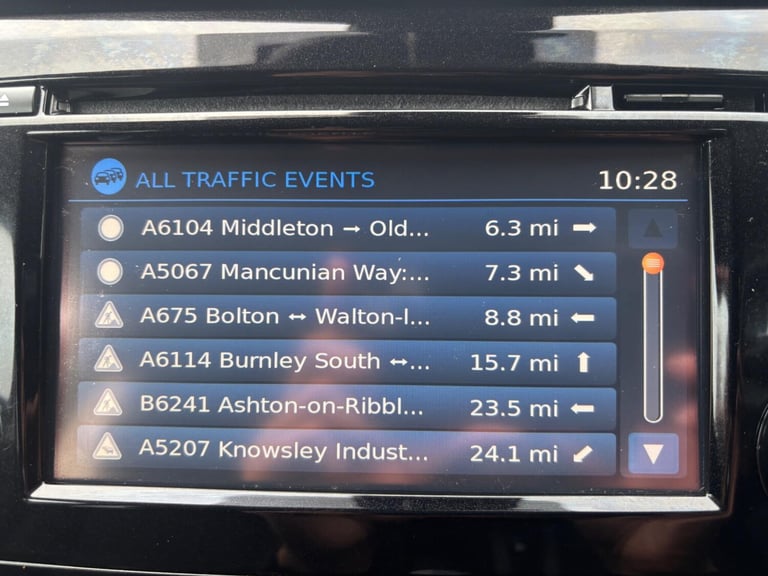 ALL TRAFFIC EVENTS 10:28
A6104 Middleton → Old... 6.3 mi →
A5067 Mancunian Way:... 7.3 mi ↘
A675 Bolton ↔ Walton-l... 8.8 mi ←
A6114 Burnley South ↔... 15.7 mi ↑
B6241 Ashton-on-Ribbl... 23.5 mi ←
A5207 Knowsley Indust... 24.1 mi ↙